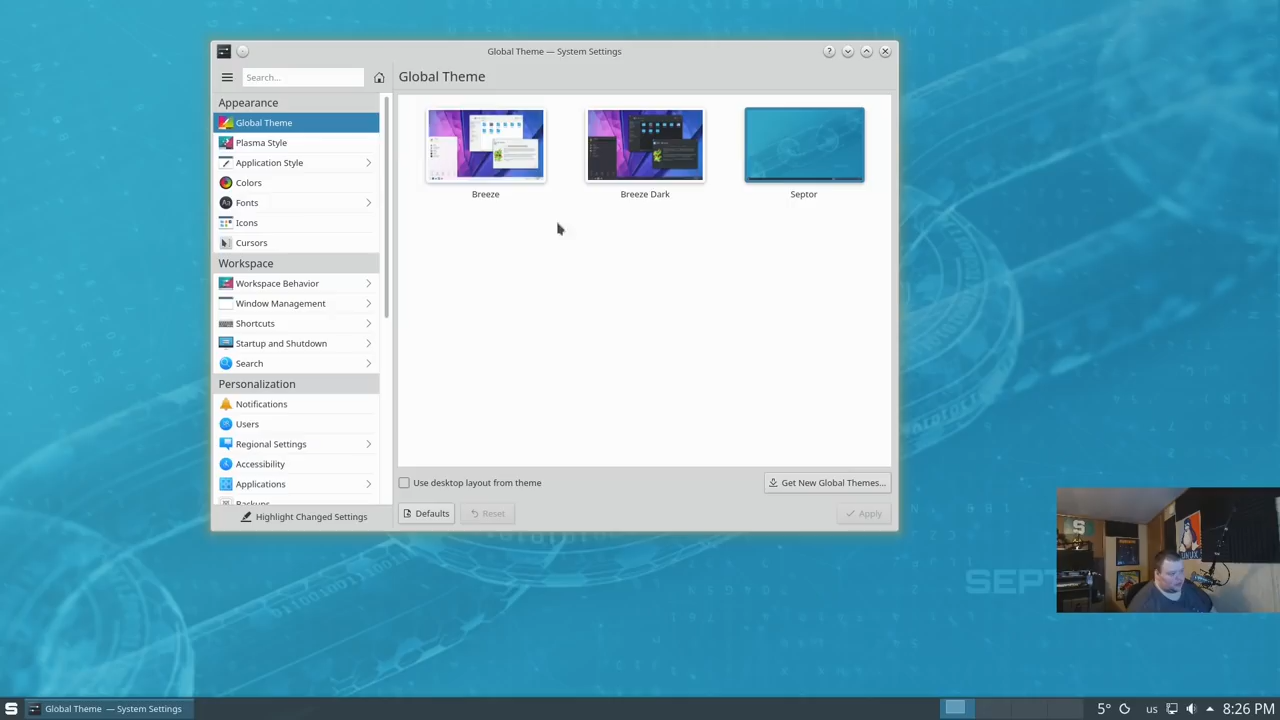 Global Theme — System Settings
Search...
Global Theme
Appearance
Global Theme
Plasma Style
Application Style
Colors
Fonts
Icons
Cursors
Workspace
Workspace Behavior
Window Management
Shortcuts
Startup and Shutdown
Search
Personalization
Notifications
Users
Regional Settings
Accessibility
Applications
Backups
Highlight Changed Settings
Breeze
Breeze Dark
Septor
Use desktop layout from theme
Get New Global Themes...
Defaults
Reset
Apply
LINUX
Global Theme — System Settings
5°
us
8:26 PM